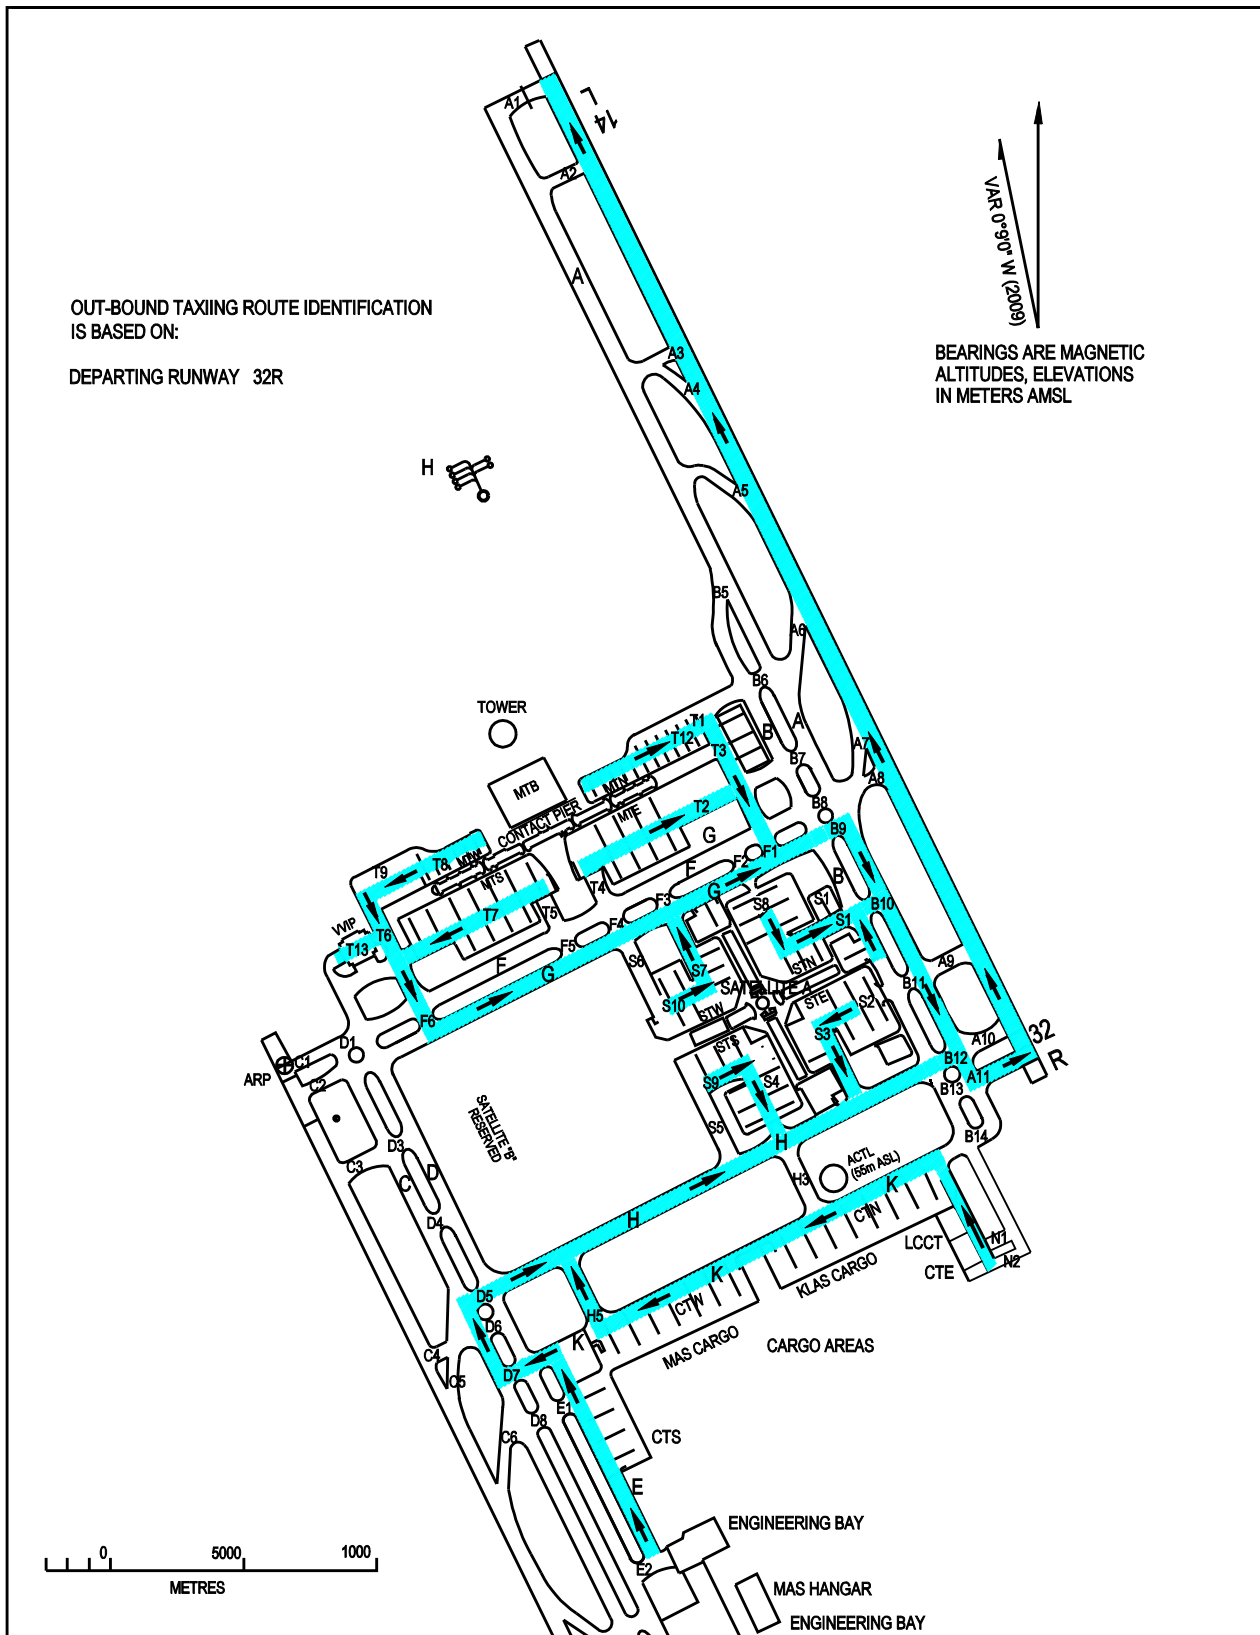 A1
14
L
A2
A
VAR 0°9'0" W (2009)
OUT-BOUND TAXIING ROUTE IDENTIFICATION
IS BASED ON:
DEPARTING RUNWAY 32R
BEARINGS ARE MAGNETIC
ALTITUDES, ELEVATIONS
IN METERS AMSL
A3
A4
H
A5
B5
A6
B6
TOWER
T1
A
B
T12
T3
A7
B7
A8
MTN
MTB
B8
T2
CONTACT PIER
MTE
B9
G
F1
F2
T8
MTW
T9
MTS
F
T4
G
B
F3
S8
S1
B10
T7
T5
S1
VVIP
F4
T6
F5
T13
S6
STN
A9
F
G
S7
SATELLITE A
B11
S10
STE
S2
STW
F6
S3
32
R
A10
D1
STS
B12
C1
ARP
C2
S9
S4
A11
B13
SATELLITE "B"
RESERVED
S5
B14
D3
H
ACTL
(55m ASL)
C3
C
D
H3
K
D4
H
CTN
LCCT
N1
N2
CTE
K
KLAS CARGO
D5
H5
CTW
D6
K
MAS CARGO
CARGO AREAS
C4
C5
D7
E1
D8
C6
CTS
E
ENGINEERING BAY
0
5000
1000
METRES
E2
MAS HANGAR
ENGINEERING BAY